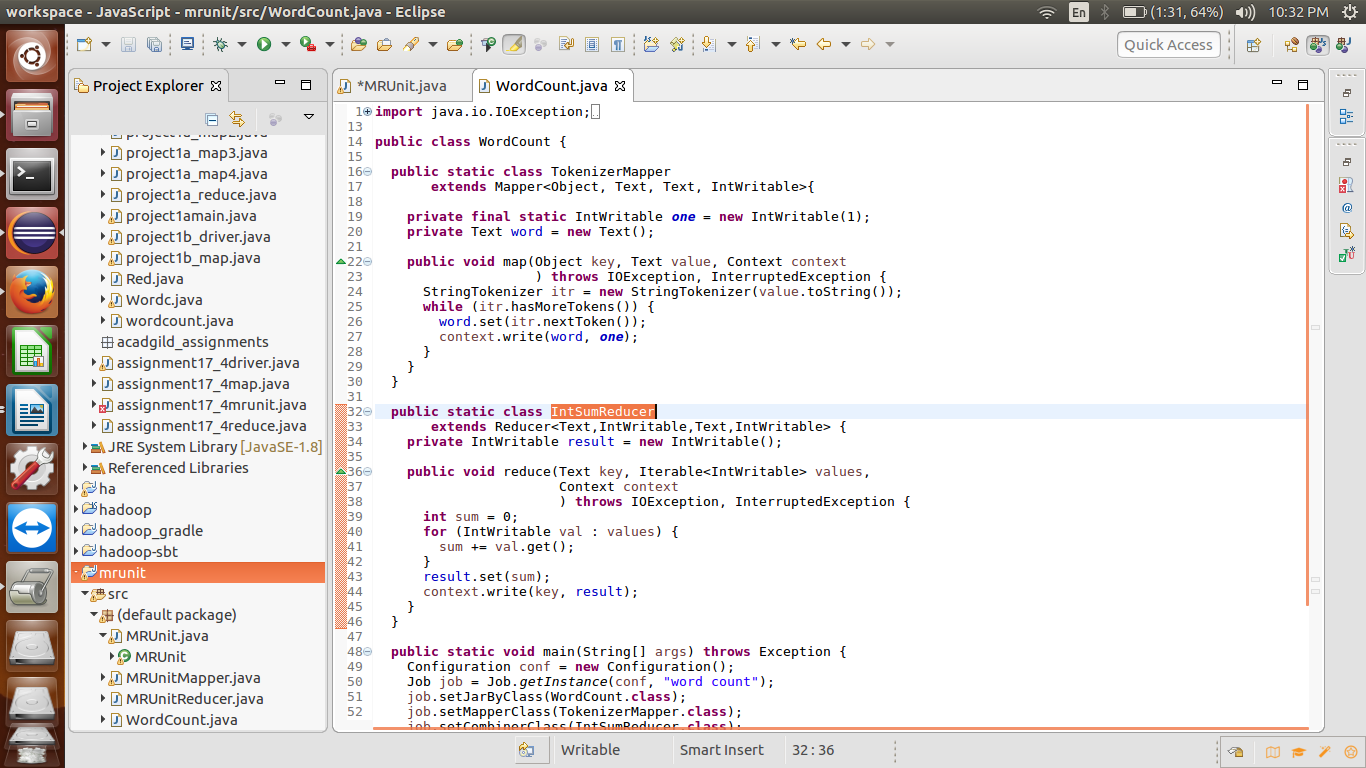 workspace - JavaScript - mrunit/src/WordCount.java - Eclipse
En
(1:31, 64%)
10:32 PM
Quick Access
Project Explorer
*MRUnit.java
WordCount.java
project1a_map2.java
project1a_map3.java
project1a_map4.java
project1a_reduce.java
project1amain.java
project1b_driver.java
project1b_map.java
Red.java
Wordc.java
wordcount.java
acadgild_assignments
assignment17_4driver.java
assignment17_4map.java
assignment17_4mrunit.java
assignment17_4reduce.java
JRE System Library [JavaSE-1.8]
Referenced Libraries
ha
hadoop
hadoop_gradle
hadoop-sbt
mrunit
src
(default package)
MRUnit.java
MRUnit
MRUnitMapper.java
MRUnitReducer.java
WordCount.java
1 import java.io.IOException;
13
14 public class WordCount {
15
16 public static class TokenizerMapper
17 extends Mapper<Object, Text, Text, IntWritable>{
18
19 private final static IntWritable one = new IntWritable(1);
20 private Text word = new Text();
21
22 public void map(Object key, Text value, Context context
23 ) throws IOException, InterruptedException {
24 StringTokenizer itr = new StringTokenizer(value.toString());
25 while (itr.hasMoreTokens()) {
26 word.set(itr.nextToken());
27 context.write(word, one);
28 }
29 }
30 }
31
32 public static class IntSumReducer
33 extends Reducer<Text,IntWritable,Text,IntWritable> {
34 private IntWritable result = new IntWritable();
35
36 public void reduce(Text key, Iterable<IntWritable> values,
37 Context context
38 ) throws IOException, InterruptedException {
39 int sum = 0;
40 for (IntWritable val : values) {
41 sum += val.get();
42 }
43 result.set(sum);
44 context.write(key, result);
45 }
46 }
47
48 public static void main(String[] args) throws Exception {
49 Configuration conf = new Configuration();
50 Job job = Job.getInstance(conf, "word count");
51 job.setJarByClass(WordCount.class);
52 job.setMapperClass(TokenizerMapper.class);
job.setCombinerClass(IntSumReducer.class);
Writable
Smart Insert
32 : 36